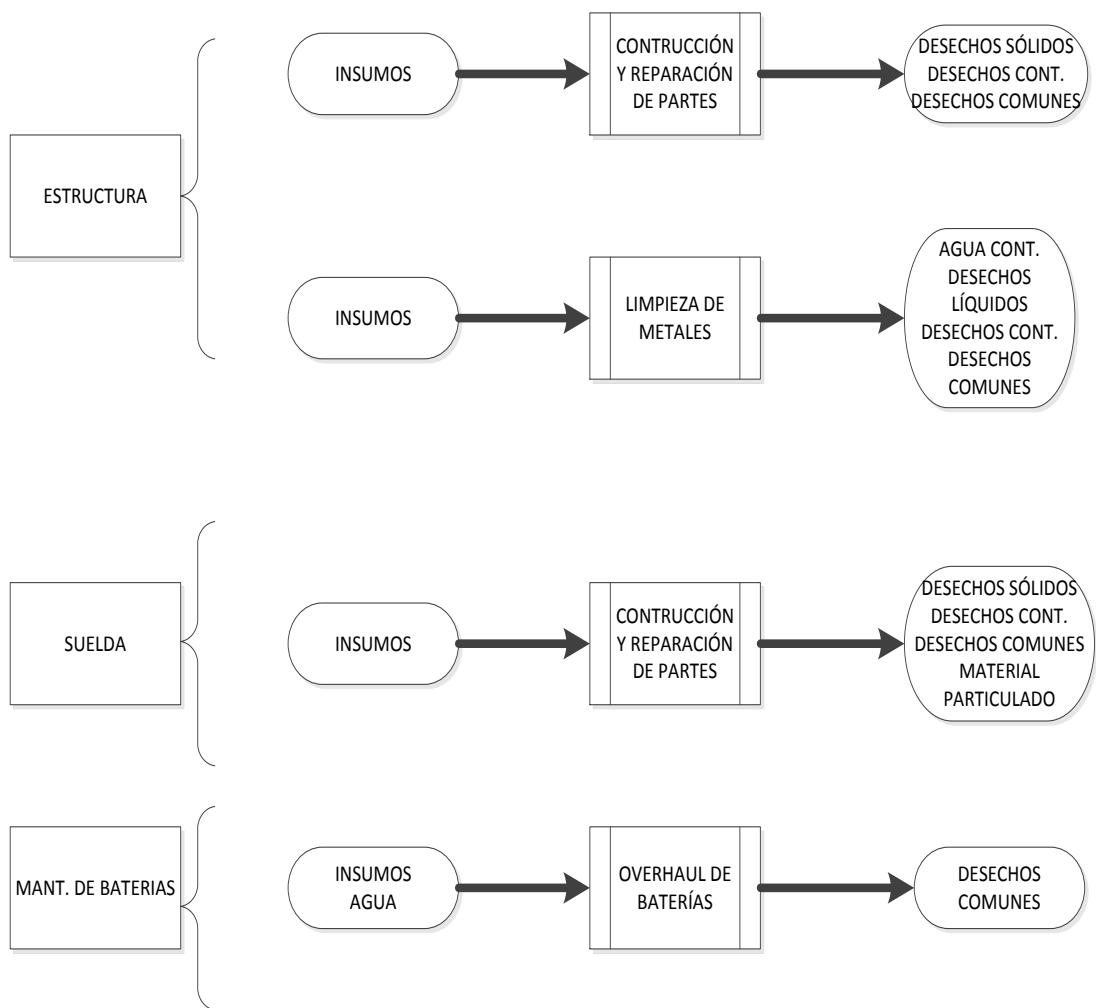 ESTRUCTURA
INSUMOS
CONTRUCCIÓN
Y REPARACIÓN
DE PARTES
DESECHOS SÓLIDOS
DESECHOS CONT.
DESECHOS COMUNES
INSUMOS
LIMPIEZA DE
METALES
AGUA CONT.
DESECHOS
LÍQUIDOS
DESECHOS CONT.
DESECHOS
COMUNES
SUELDA
INSUMOS
CONTRUCCIÓN
Y REPARACIÓN
DE PARTES
DESECHOS SÓLIDOS
DESECHOS CONT.
DESECHOS COMUNES
MATERIAL
PARTICULADO
MANT. DE BATERIAS
INSUMOS
AGUA
OVERHAUL DE
BATERÍAS
DESECHOS
COMUNES